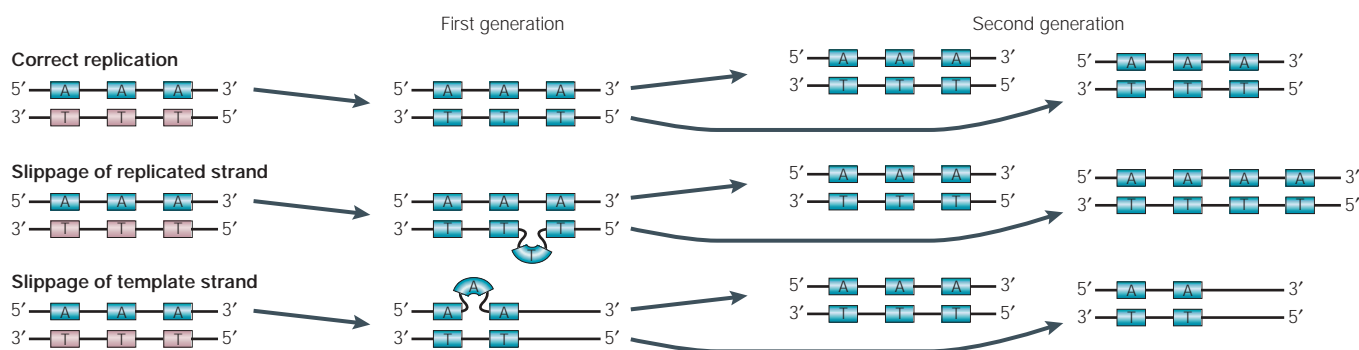 First generation
Second generation
Correct replication
5′ A A A 3′
3′ T T T 5′
5′ A A A 3′
3′ T T T 5′
5′ A A A 3′
3′ T T T 5′
5′ A A A 3′
3′ T T T 5′
Slippage of replicated strand
5′ A A A 3′
3′ T T T 5′
5′ A A A 3′
3′ T T T 5′
T
5′ A A A 3′
3′ T T T 5′
5′ A A A A 3′
3′ T T T T 5′
Slippage of template strand
5′ A A A 3′
3′ T T T 5′
A
5′ A A 3′
3′ T T 5′
5′ A A A 3′
3′ T T T 5′
5′ A A 3′
3′ T T 5′